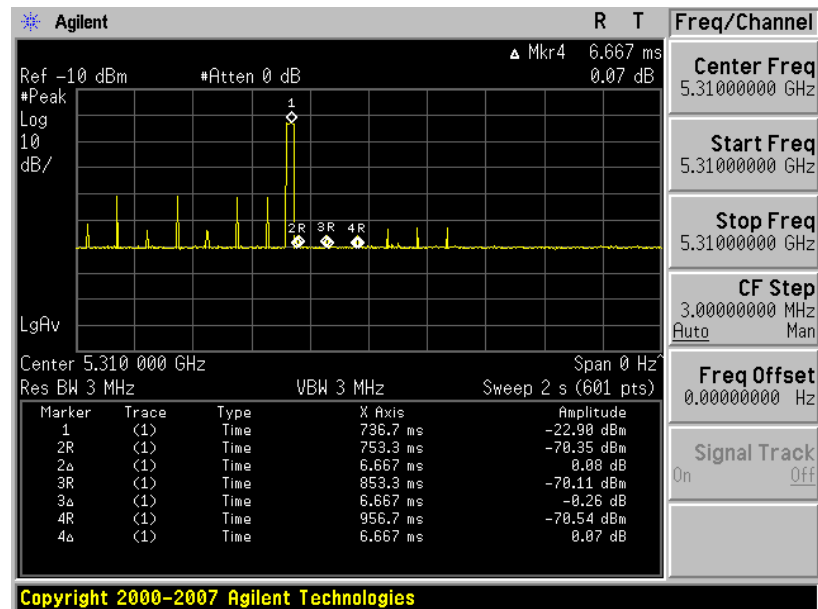 Agilent R T
▵ Mkr4 6.667 ms
Ref -10 dBm #Atten 0 dB 0.07 dB
#Peak
Log
10
dB/
1
2R 3R 4R
LgAv
Center 5.310 000 GHz Span 0 Hz^
Res BW 3 MHz VBW 3 MHz Sweep 2 s (601 pts)
Marker Trace Type X Axis Amplitude
1 (1) Time 736.7 ms -22.90 dBm
2R (1) Time 753.3 ms -70.35 dBm
2▵ (1) Time 6.667 ms 0.08 dB
3R (1) Time 853.3 ms -70.11 dBm
3▵ (1) Time 6.667 ms -0.26 dB
4R (1) Time 956.7 ms -70.54 dBm
4▵ (1) Time 6.667 ms 0.07 dB
Copyright 2000-2007 Agilent Technologies
Freq/Channel
Center Freq
5.31000000 GHz
Start Freq
5.31000000 GHz
Stop Freq
5.31000000 GHz
CF Step
3.00000000 MHz
Auto Man
Freq Offset
0.00000000 Hz
Signal Track
On Off